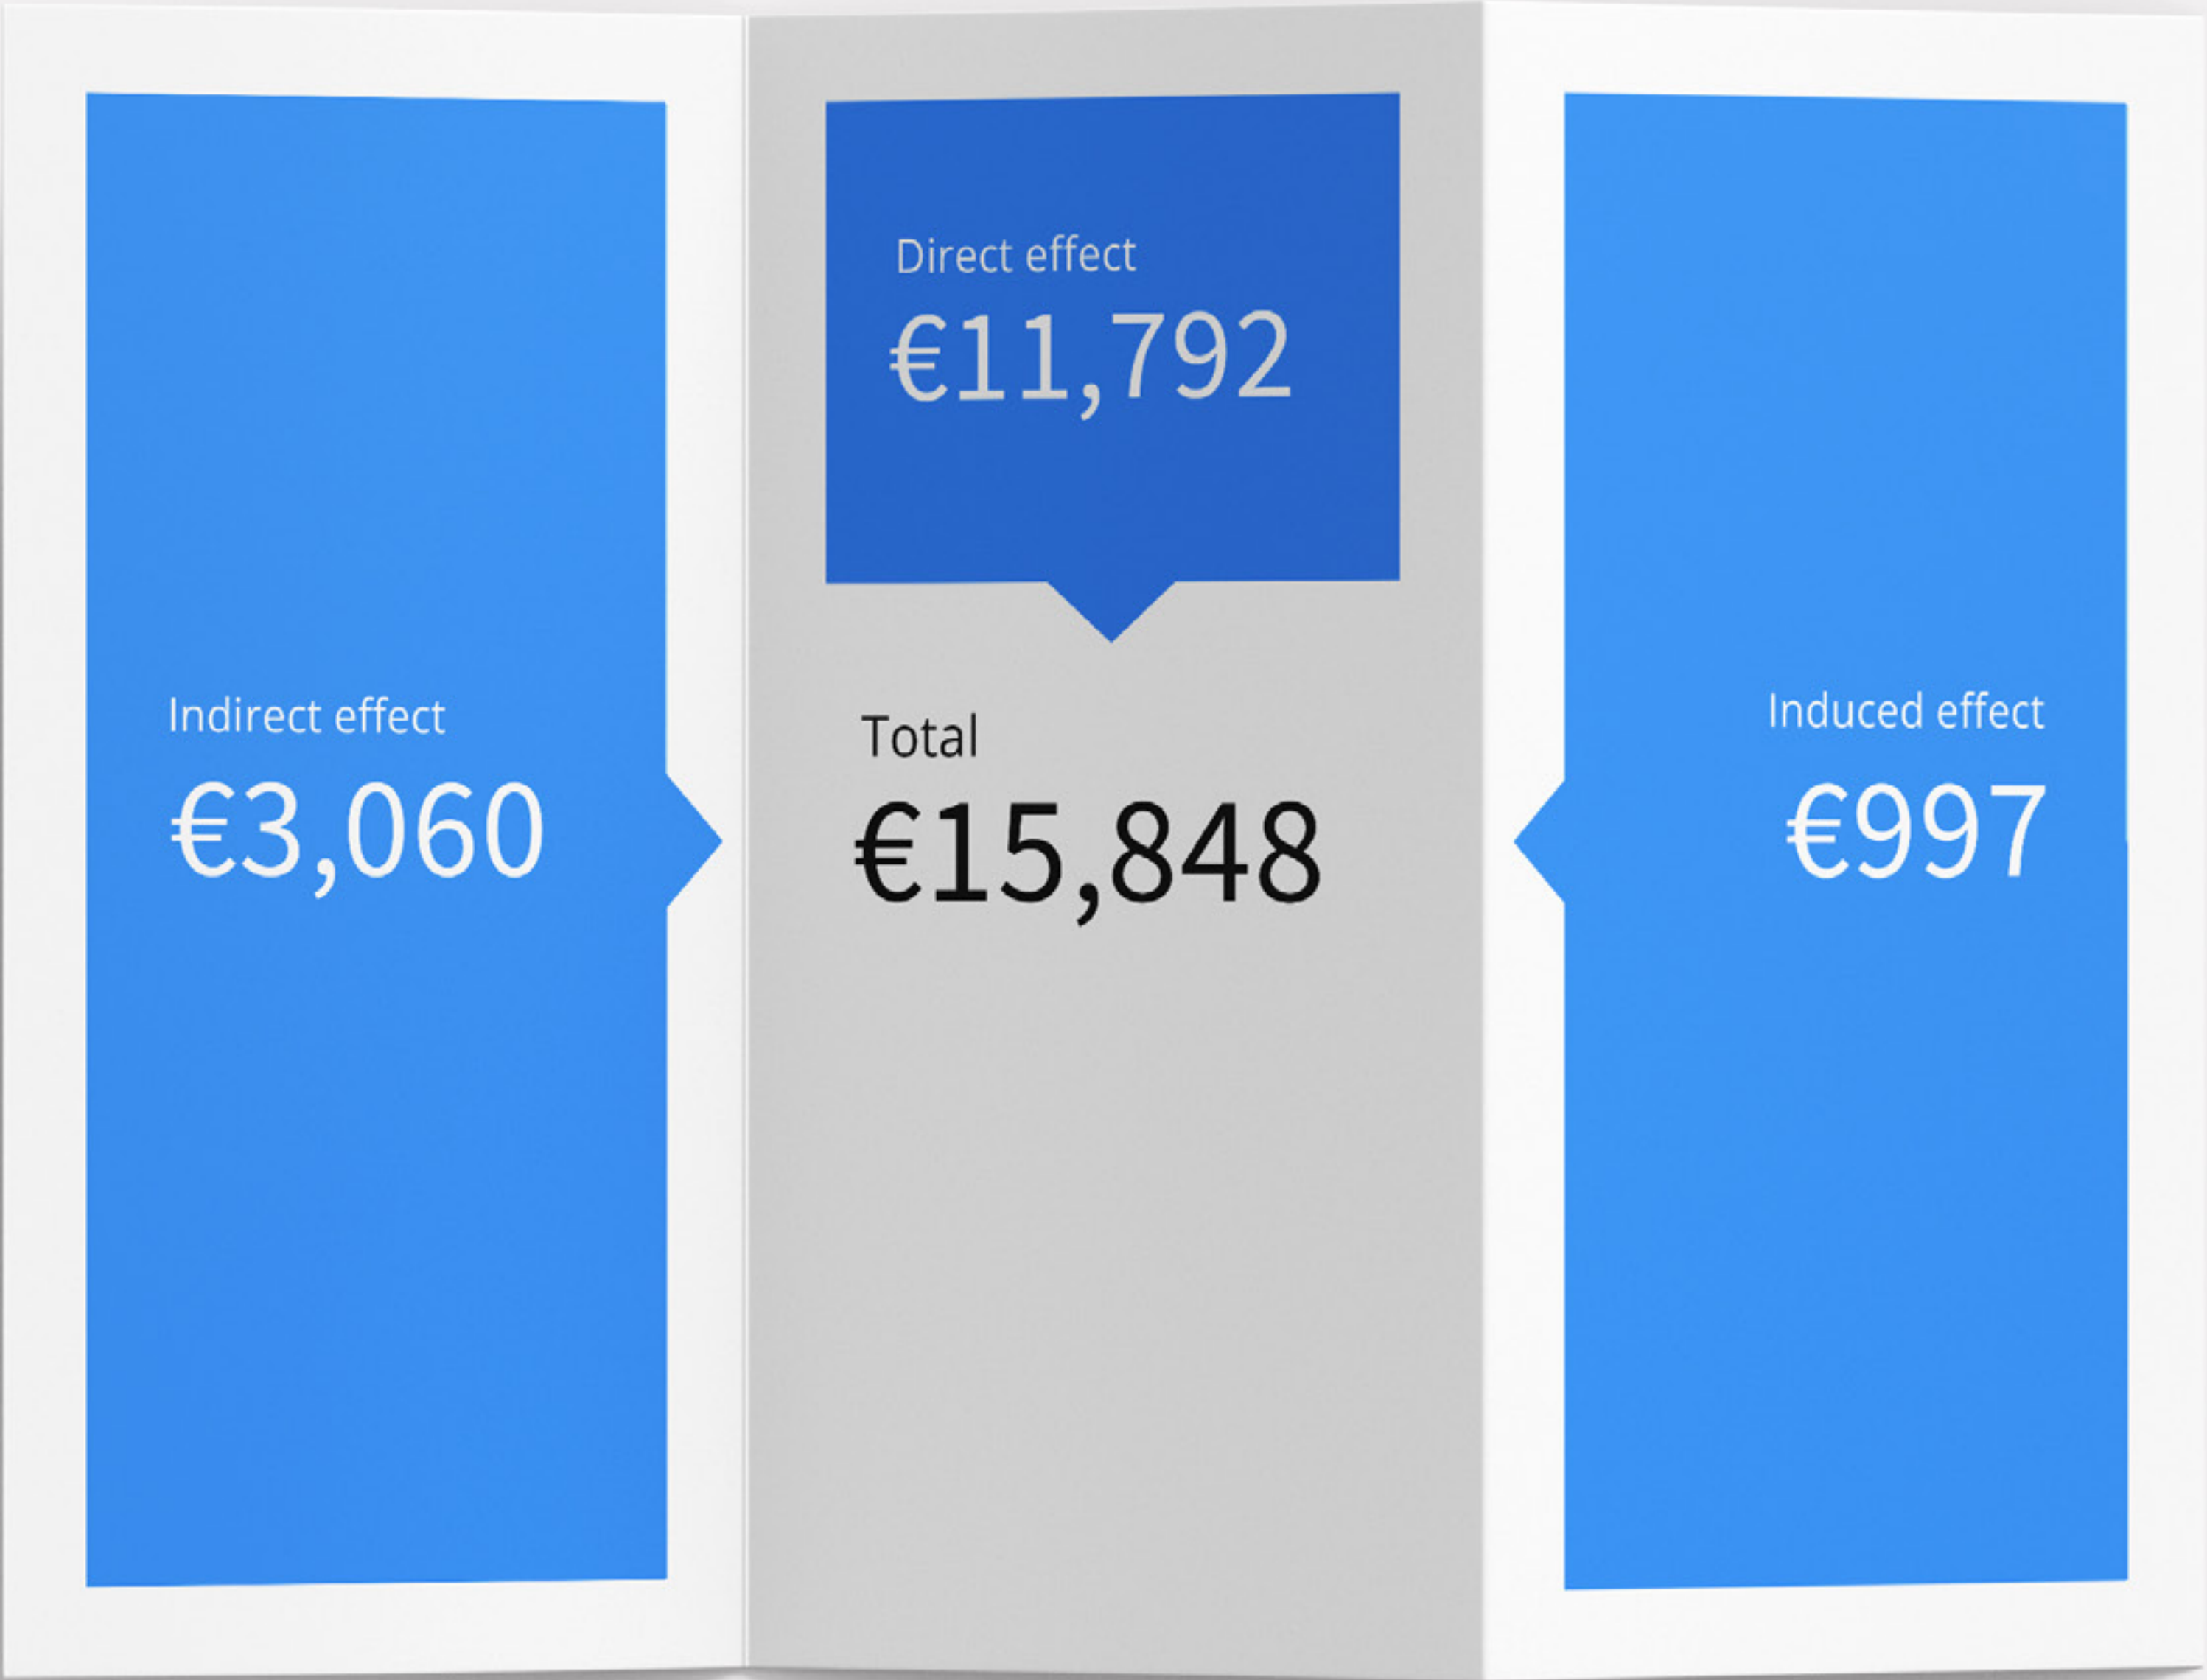 Indirect effect
€3,060
Direct effect
€11,792
Total
€15,848
Induced effect
€997